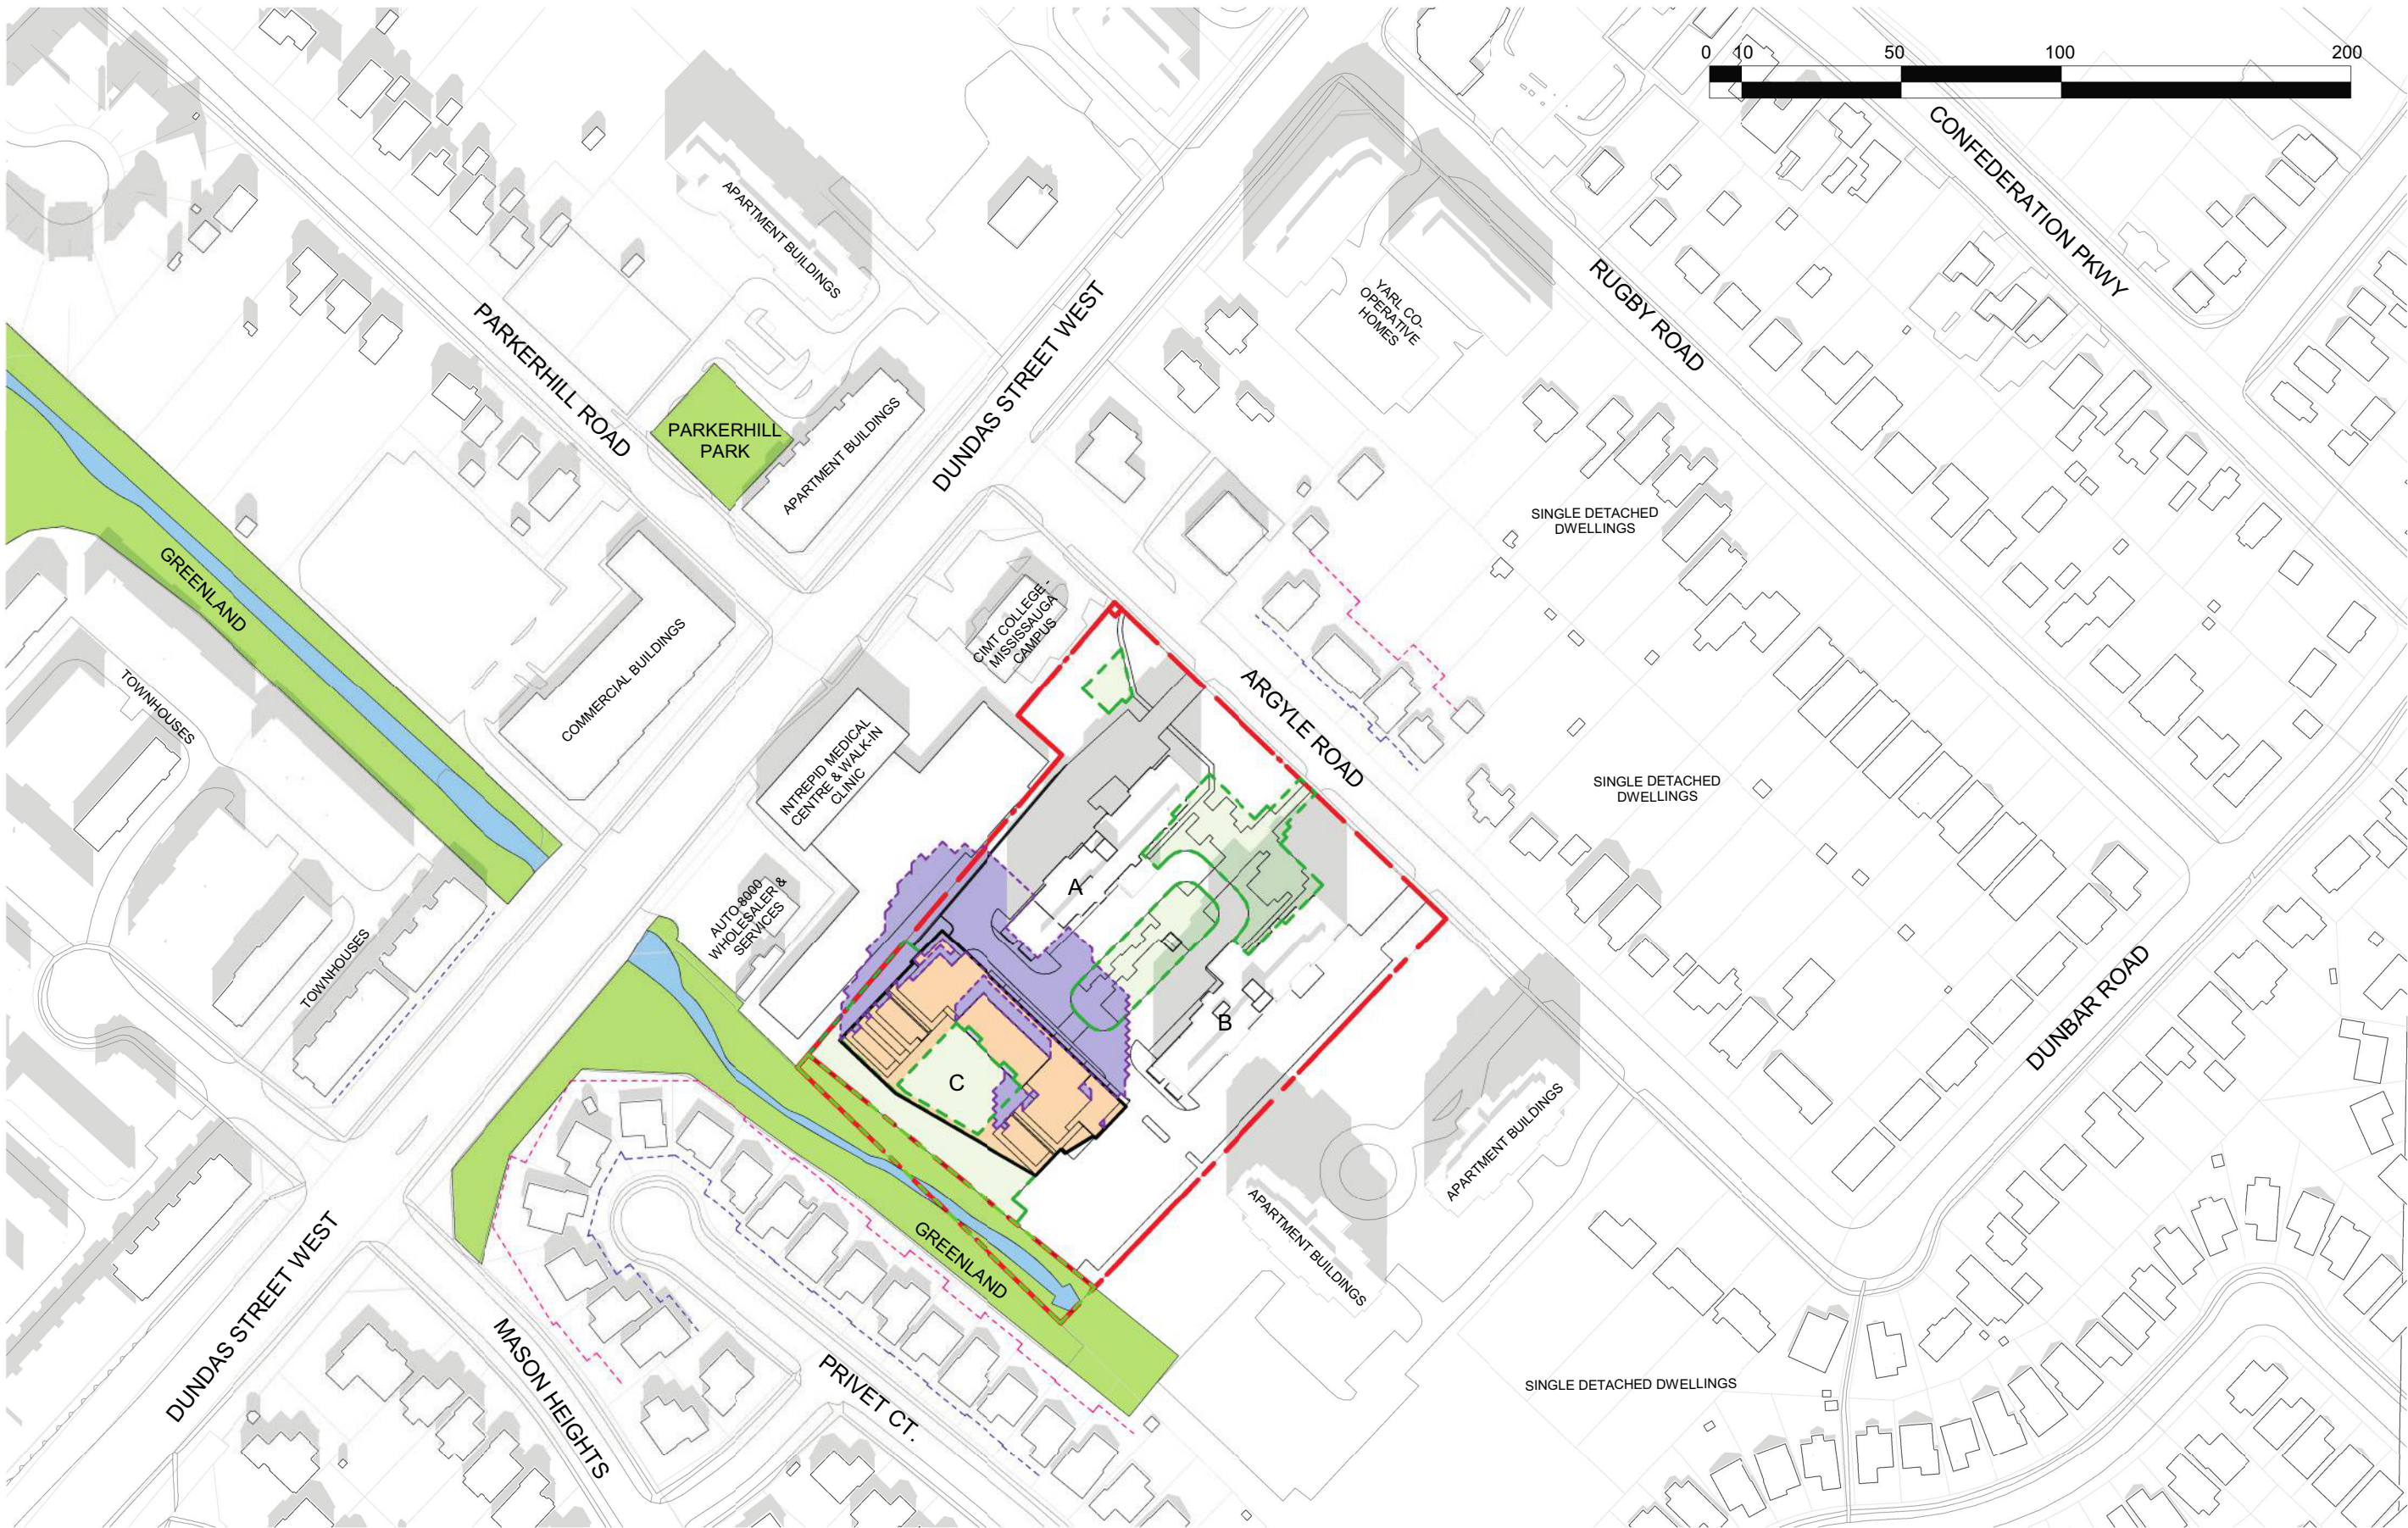 0 10 50 100 200
CONFEDERATION PKWY
APARTMENT BUILDINGS
RUGBY ROAD
YARL CO-
OPERATIVE
HOMES
PARKERHILL ROAD
DUNDAS STREET WEST
PARKERHILL
PARK
APARTMENT BUILDINGS
SINGLE DETACHED
DWELLINGS
GREENLAND
CIMT COLLEGE -
MISSISSAUGA
CAMPUS
COMMERCIAL BUILDINGS
TOWNHOUSES
ARGYLE ROAD
INTREPID MEDICAL
CENTRE & WALK-IN
CLINIC
SINGLE DETACHED
DWELLINGS
A
AUTO 8000
WHOLESALER &
SERVICES
TOWNHOUSES
B
DUNBAR ROAD
C
APARTMENT BUILDINGS
APARTMENT BUILDINGS
GREENLAND
DUNDAS STREET WEST
MASON HEIGHTS
PRIVET CT.
SINGLE DETACHED DWELLINGS